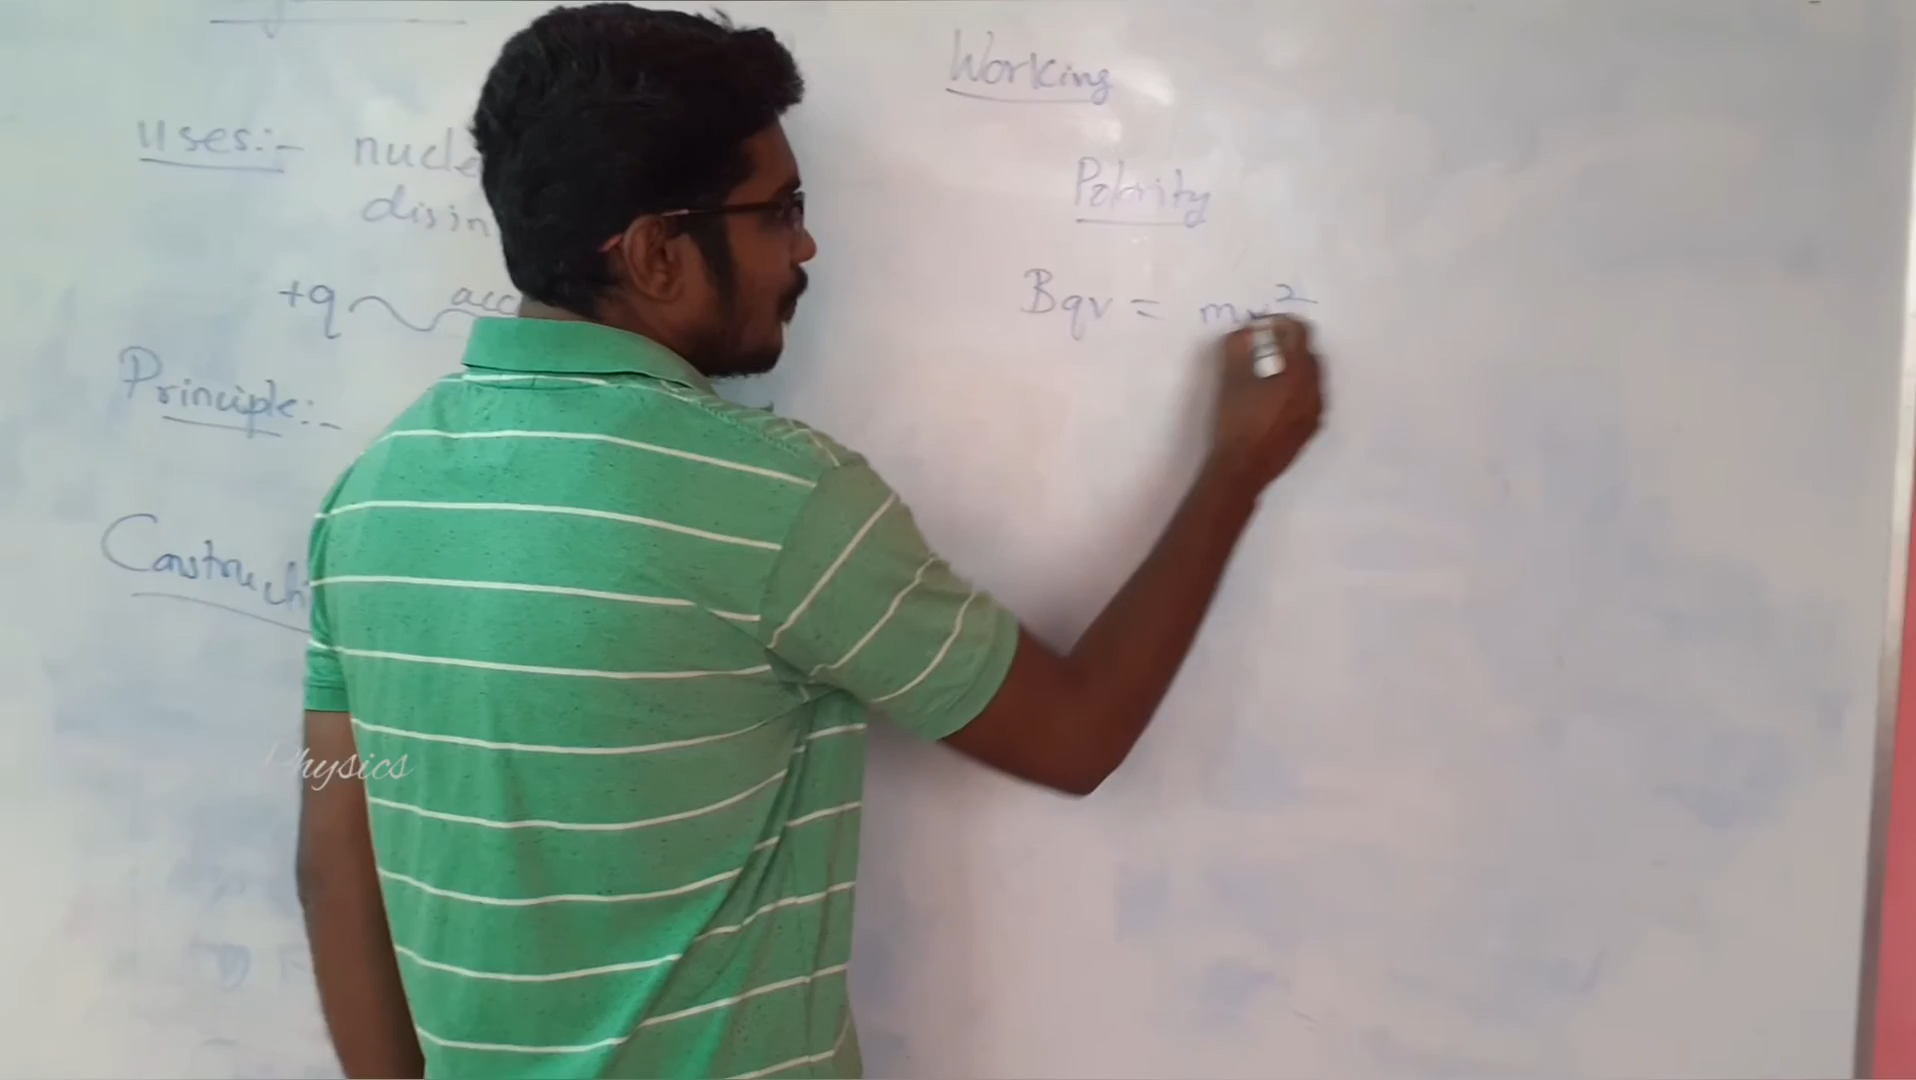 Uses:- nucle
disin
+q acc
Principle:-
Constructi
Working
Polarity
Bqv = mv²
Physics